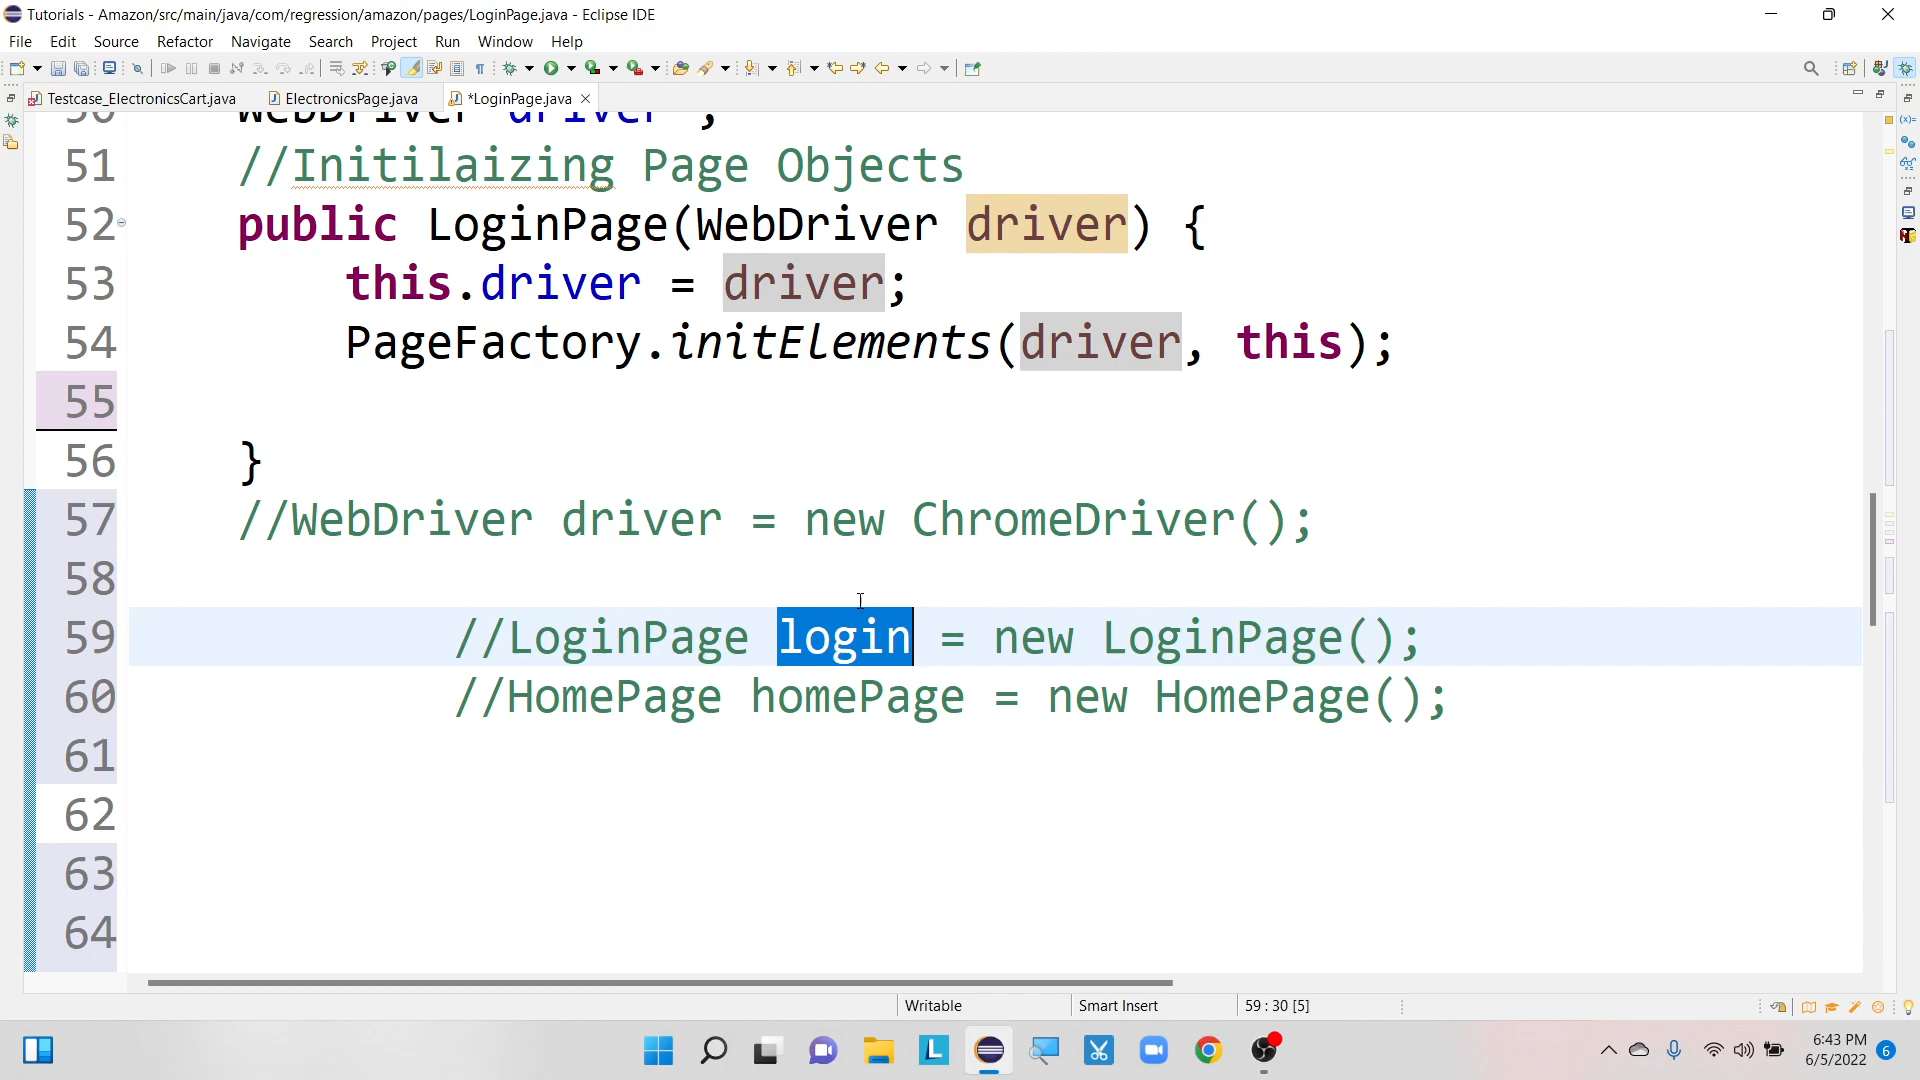 Tutorials - Amazon/src/main/java/com/regression/amazon/pages/LoginPage.java - Eclipse IDE
File Edit Source Refactor Navigate Search Project Run Window Help
Testcase_ElectronicsCart.java ElectronicsPage.java *LoginPage.java
50 WebDriver driver ;
51 //Initilaizing Page Objects
52 public LoginPage(WebDriver driver) {
53 this.driver = driver;
54 PageFactory.initElements(driver, this);
55
56 }
57 //WebDriver driver = new ChromeDriver();
58
59 //LoginPage login = new LoginPage();
60 //HomePage homePage = new HomePage();
61
62
63
64
Writable Smart Insert 59 : 30 [5]
6:43 PM
6/5/2022 6